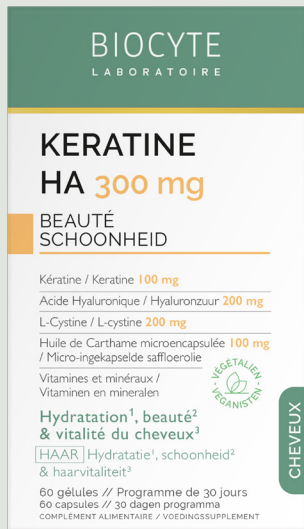 BIOCYTE
LABORATOIRE
KERATINE
HA 300 mg
BEAUTÉ
SCHOONHEID
Kératine / Keratine 100 mg
Acide Hyaluronique / Hyaluronzuur 200 mg
L-Cystine / L-cystine 200 mg
Huile de Carthame microencapsulée 100 mg
/ Micro-ingekapselde saffloerolie
Vitamines et minéraux /
Vitaminen en mineralen
VÉGÉTALIEN
VEGANISTEN
Hydratation¹, beauté²
& vitalité du cheveux³
HAAR Hydratatie¹, schoonheid²
& haarvitaliteit³
CHEVEUX
60 gélules // Programme de 30 jours
60 capsules // 30 dagen programma
COMPLÉMENT ALIMENTAIRE / VOEDINGSSUPPLEMENT